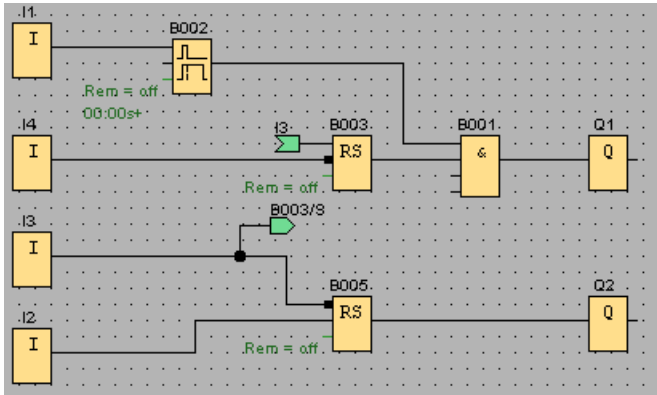 I1
I
B002
Rem = off
00:00s+
I4
I
I3
B003
RS
Rem = off
B001
&
Q1
Q
I3
I
B003/S
B005
RS
Rem = off
Q2
Q
I2
I